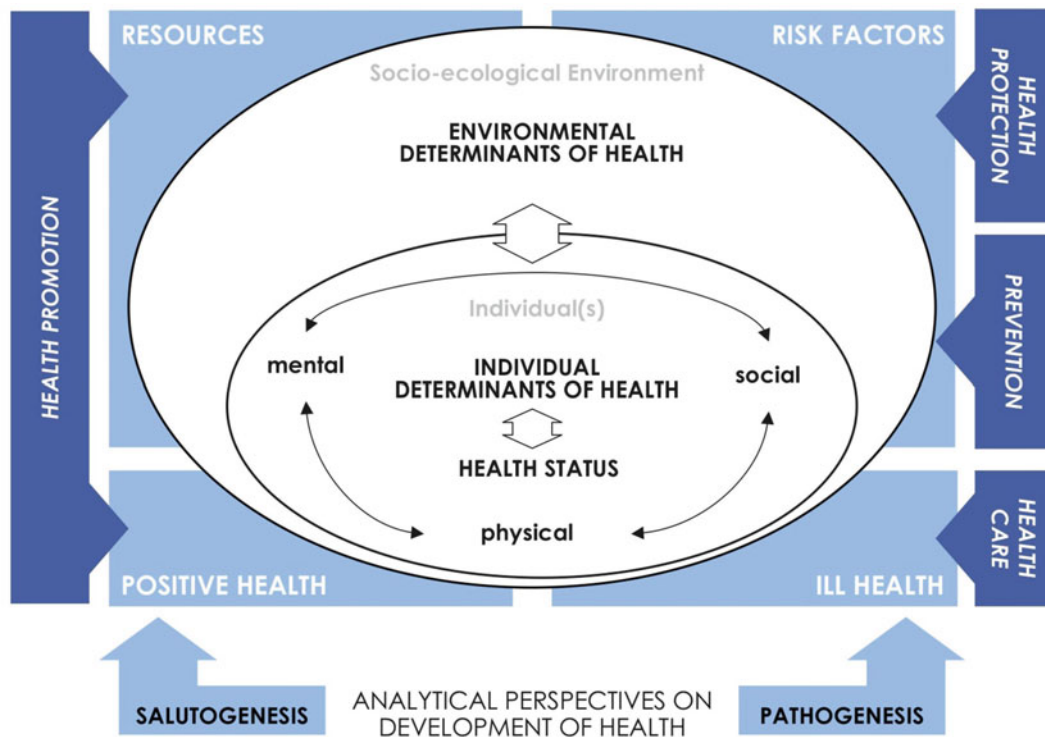 RESOURCES
RISK FACTORS
Socio-ecological Environment
ENVIRONMENTAL
DETERMINANTS OF HEALTH
HEALTH
PROTECTION
HEALTH PROMOTION
Individual(s)
mental
INDIVIDUAL
DETERMINANTS OF HEALTH
social
PREVENTION
HEALTH STATUS
physical
HEALTH
CARE
POSITIVE HEALTH
ILL HEALTH
SALUTOGENESIS
ANALYTICAL PERSPECTIVES ON
DEVELOPMENT OF HEALTH
PATHOGENESIS